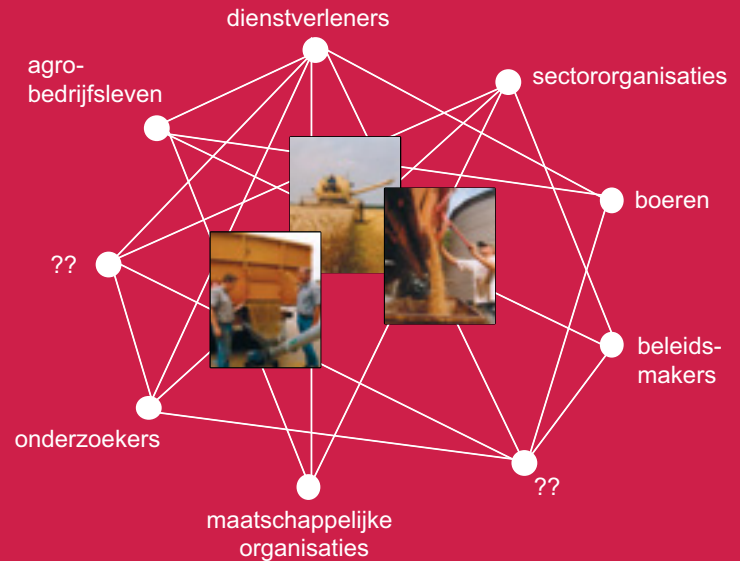 dienstverleners
agro-
bedrijfsleven
sectororganisaties
boeren
??
beleids-
makers
onderzoekers
??
maatschappelijke
organisaties